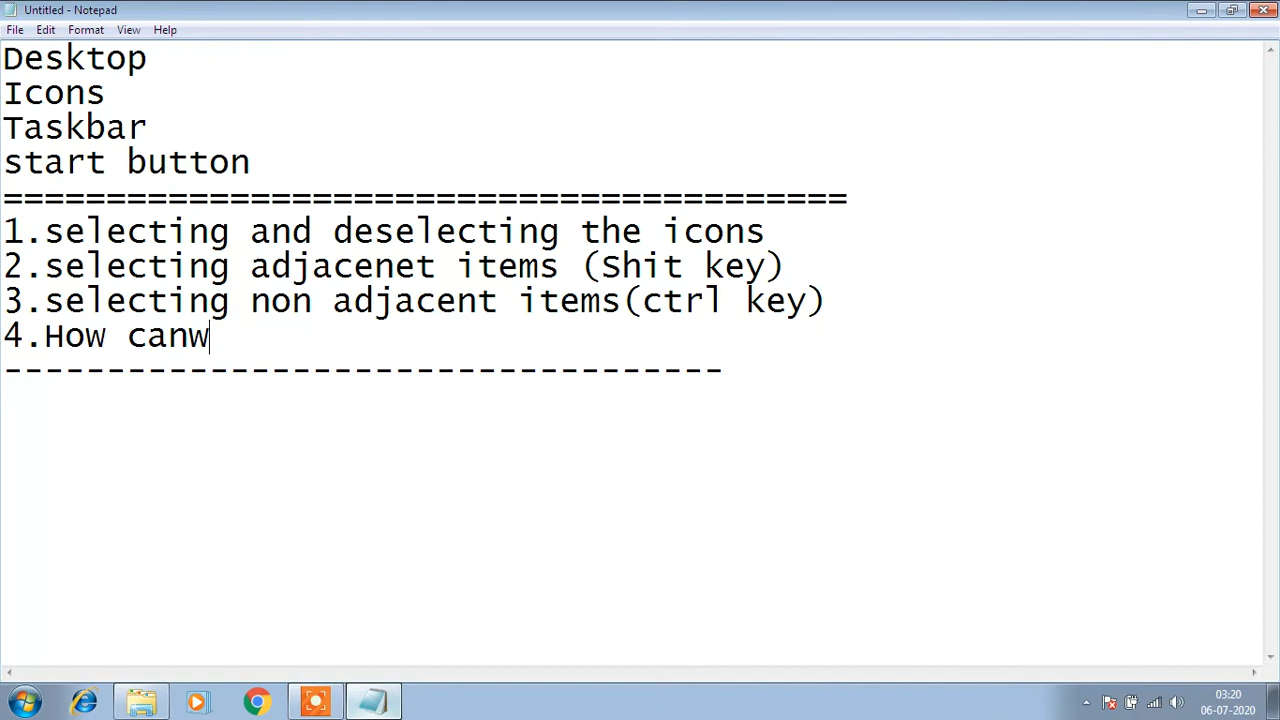 Untitled - Notepad
File Edit Format View Help
Desktop
Icons
Taskbar
start button
=========================================
1.selecting and deselecting the icons
2.selecting adjacenet items (Shit key)
3.selecting non adjacent items(ctrl key)
4.How canw
-----------------------------------
03:20
06-07-2020